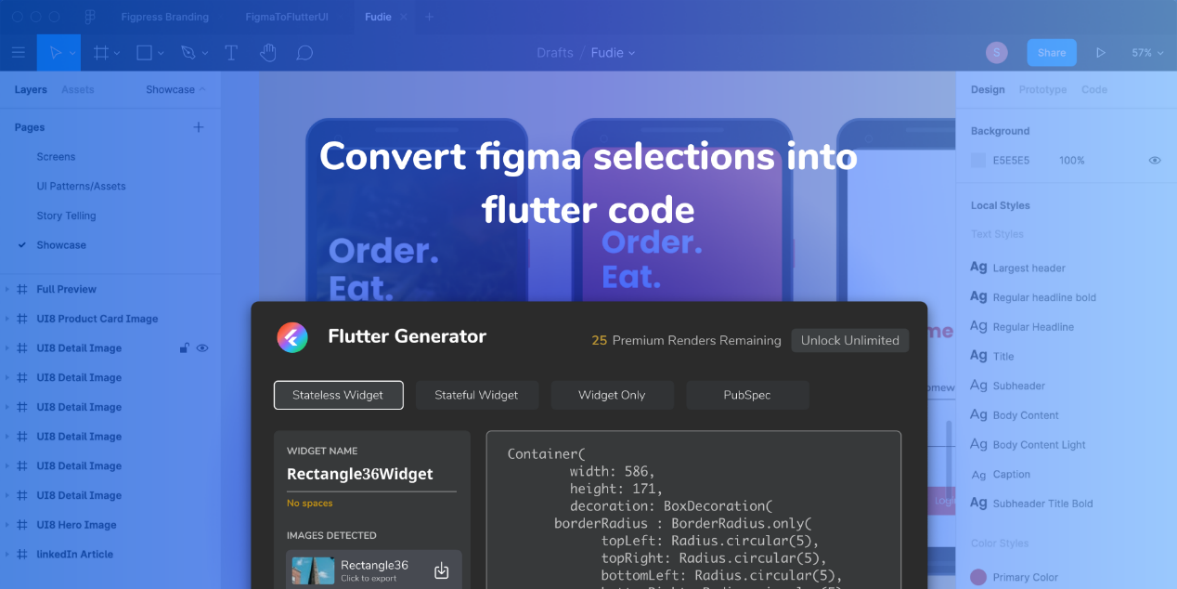 Figpress Branding
FigmaToFlutterUI
Fudie
Drafts / Fudie
S
Share
57%
Layers
Assets
Showcase
Pages
Screens
UI Patterns/Assets
Story Telling
Showcase
Full Preview
UI8 Product Card Image
UI8 Detail Image
UI8 Detail Image
UI8 Detail Image
UI8 Detail Image
UI8 Detail Image
UI8 Detail Image
UI8 Hero Image
linkedIn Article
Convert figma selections into
flutter code
Order.
Eat.
Order.
Eat.
Flutter Generator
25 Premium Renders Remaining
Unlock Unlimited
Stateless Widget
Stateful Widget
Widget Only
PubSpec
WIDGET NAME
Rectangle36Widget
No spaces
IMAGES DETECTED
Rectangle36
Click to export
Container(
width: 586,
height: 171,
decoration: BoxDecoration(
borderRadius : BorderRadius.only(
topLeft: Radius.circular(5),
topRight: Radius.circular(5),
bottomLeft: Radius.circular(5),
Design
Prototype
Code
Background
E5E5E5
100%
Local Styles
Text Styles
Ag Largest header
Ag Regular headline bold
Ag Regular Headline
Ag Title
Ag Subheader
Ag Body Content
Ag Body Content Light
Ag Caption
Ag Subheader Title Bold
Color Styles
Primary Color